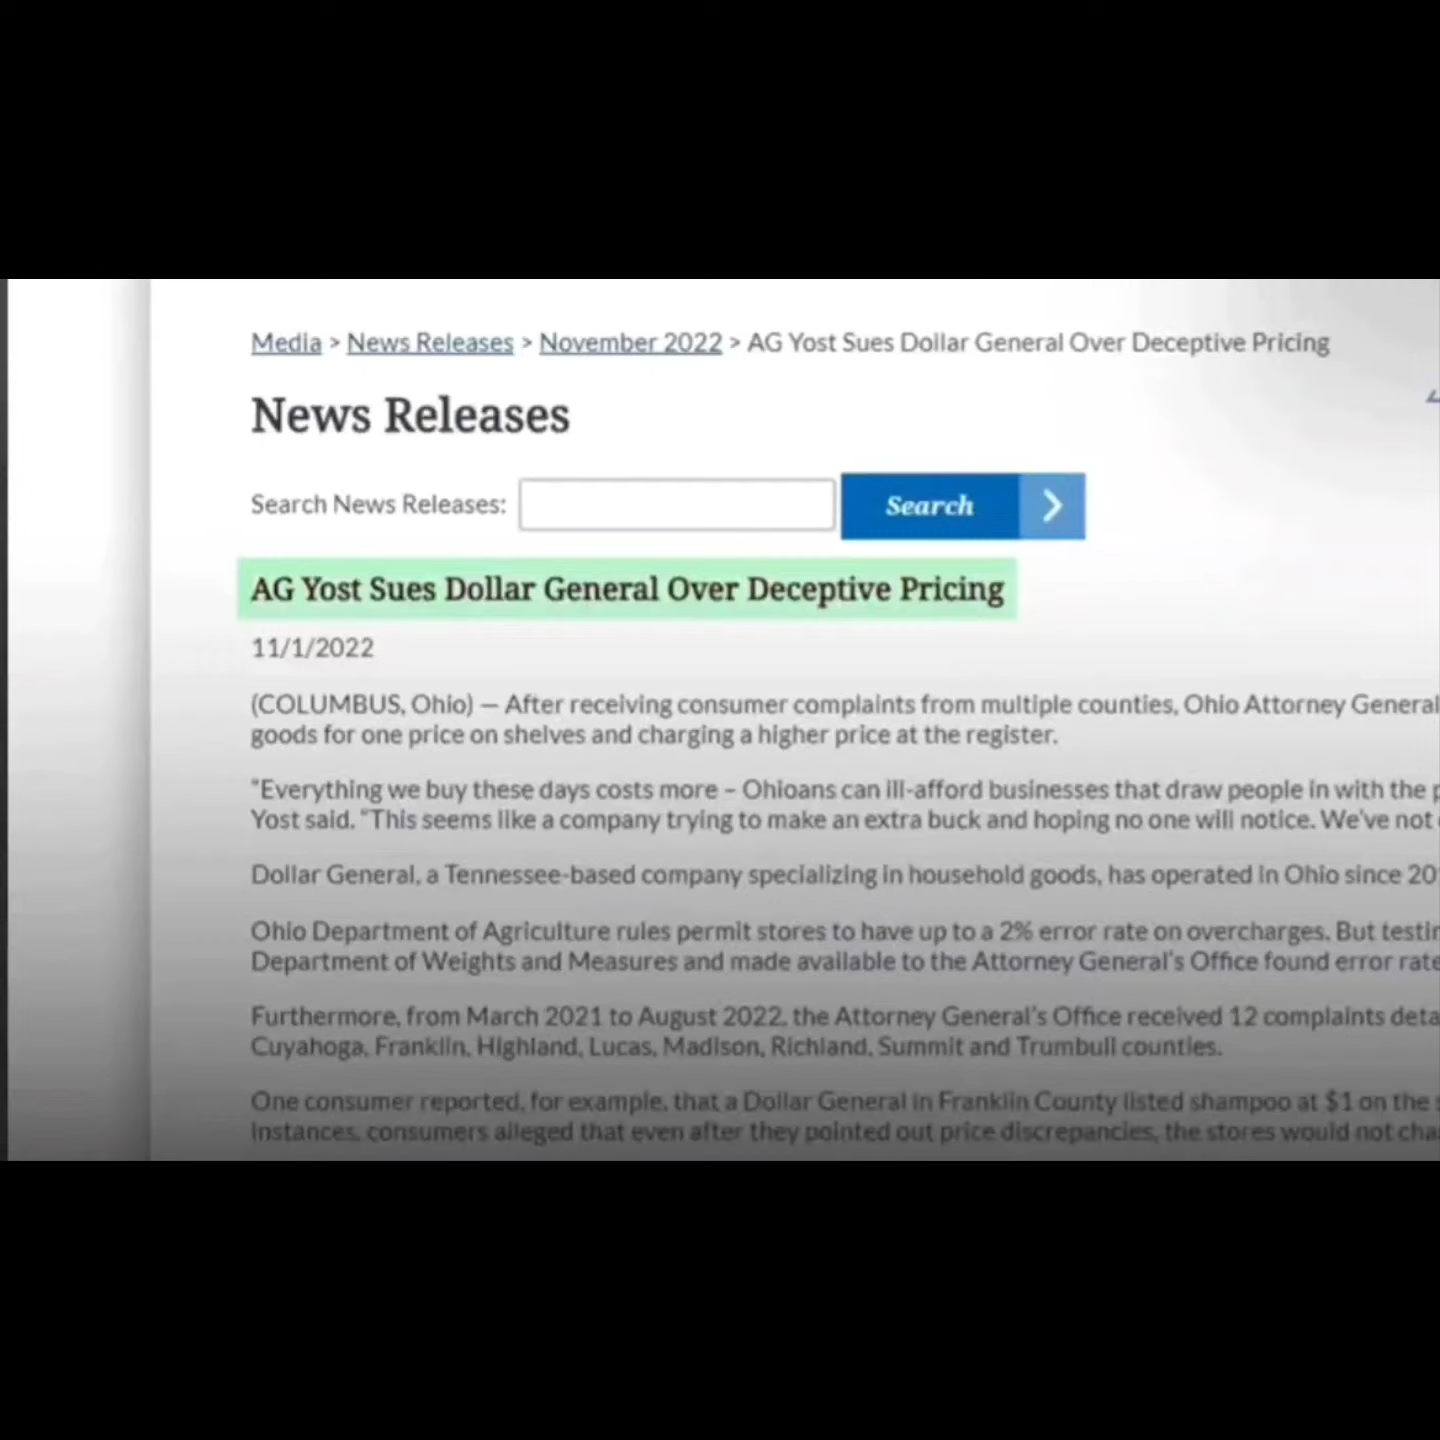 Media > News Releases > November 2022 > AG Yost Sues Dollar General Over Deceptive Pricing
News Releases
Search News Releases:
Search
AG Yost Sues Dollar General Over Deceptive Pricing
11/1/2022
(COLUMBUS, Ohio) — After receiving consumer complaints from multiple counties, Ohio Attorney General
goods for one price on shelves and charging a higher price at the register.
"Everything we buy these days costs more – Ohioans can ill-afford businesses that draw people in with the
Yost said. "This seems like a company trying to make an extra buck and hoping no one will notice. We've not
Dollar General, a Tennessee-based company specializing in household goods, has operated in Ohio since
Ohio Department of Agriculture rules permit stores to have up to a 2% error rate on overcharges. But
Department of Weights and Measures and made available to the Attorney General's Office found error
Furthermore, from March 2021 to August 2022, the Attorney General's Office received 12 complaints
Cuyahoga, Franklin, Highland, Lucas, Madison, Richland, Summit and Trumbull counties.
One consumer reported, for example, that a Dollar General in Franklin County listed shampoo at $1 on the
Instances, consumers alleged that even after they pointed out price discrepancies, the stores would not